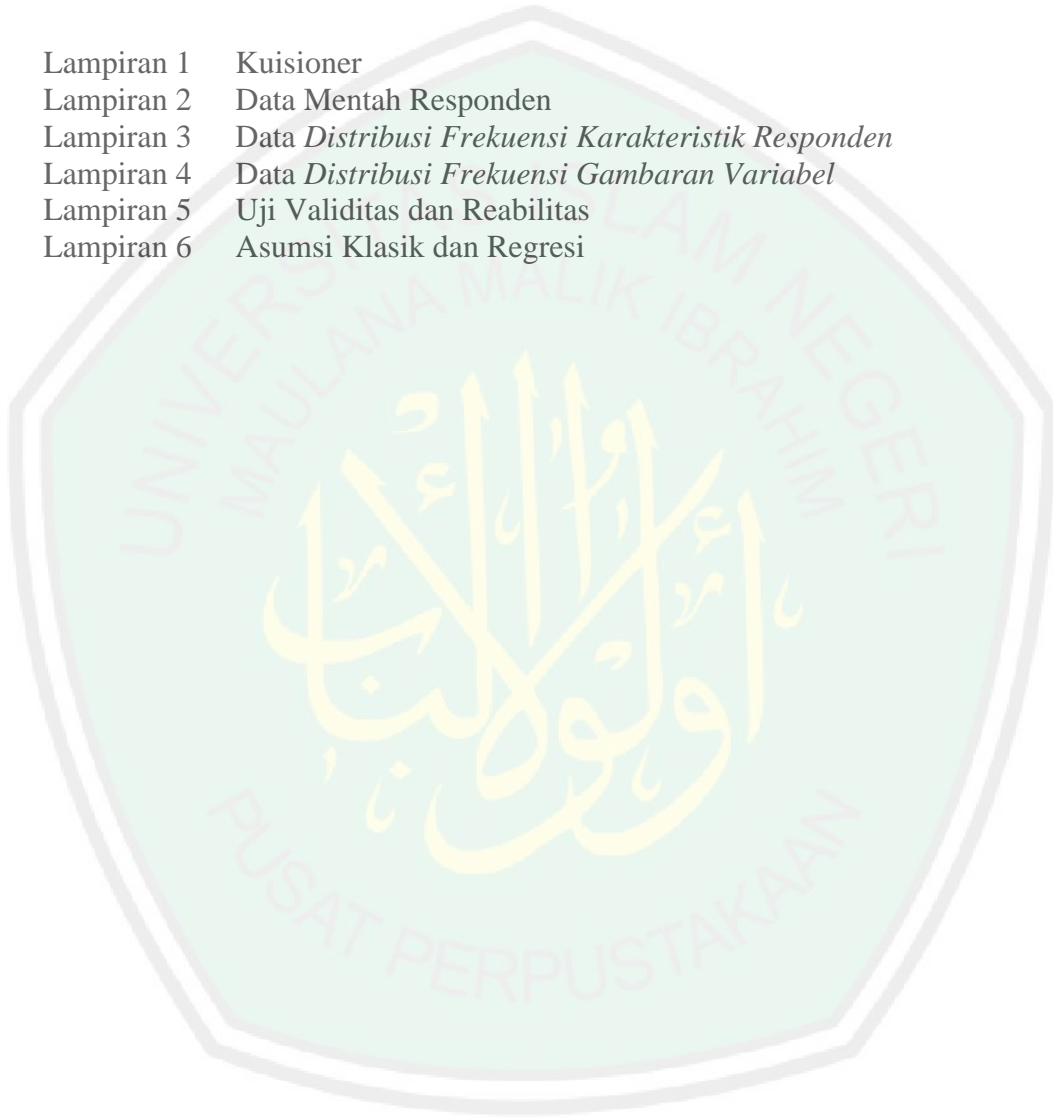 Lampiran 1 Kuisioner
Lampiran 2 Data Mentah Responden
Lampiran 3 Data Distribusi Frekuensi Karakteristik Responden
Lampiran 4 Data Distribusi Frekuensi Gambaran Variabel
Lampiran 5 Uji Validitas dan Reabilitas
Lampiran 6 Asumsi Klasik dan Regresi
UNIVERSITAS ISLAM NEGERI
MAULANA MALIK IBRAHIM
PUSAT PERPUSTAKAAN